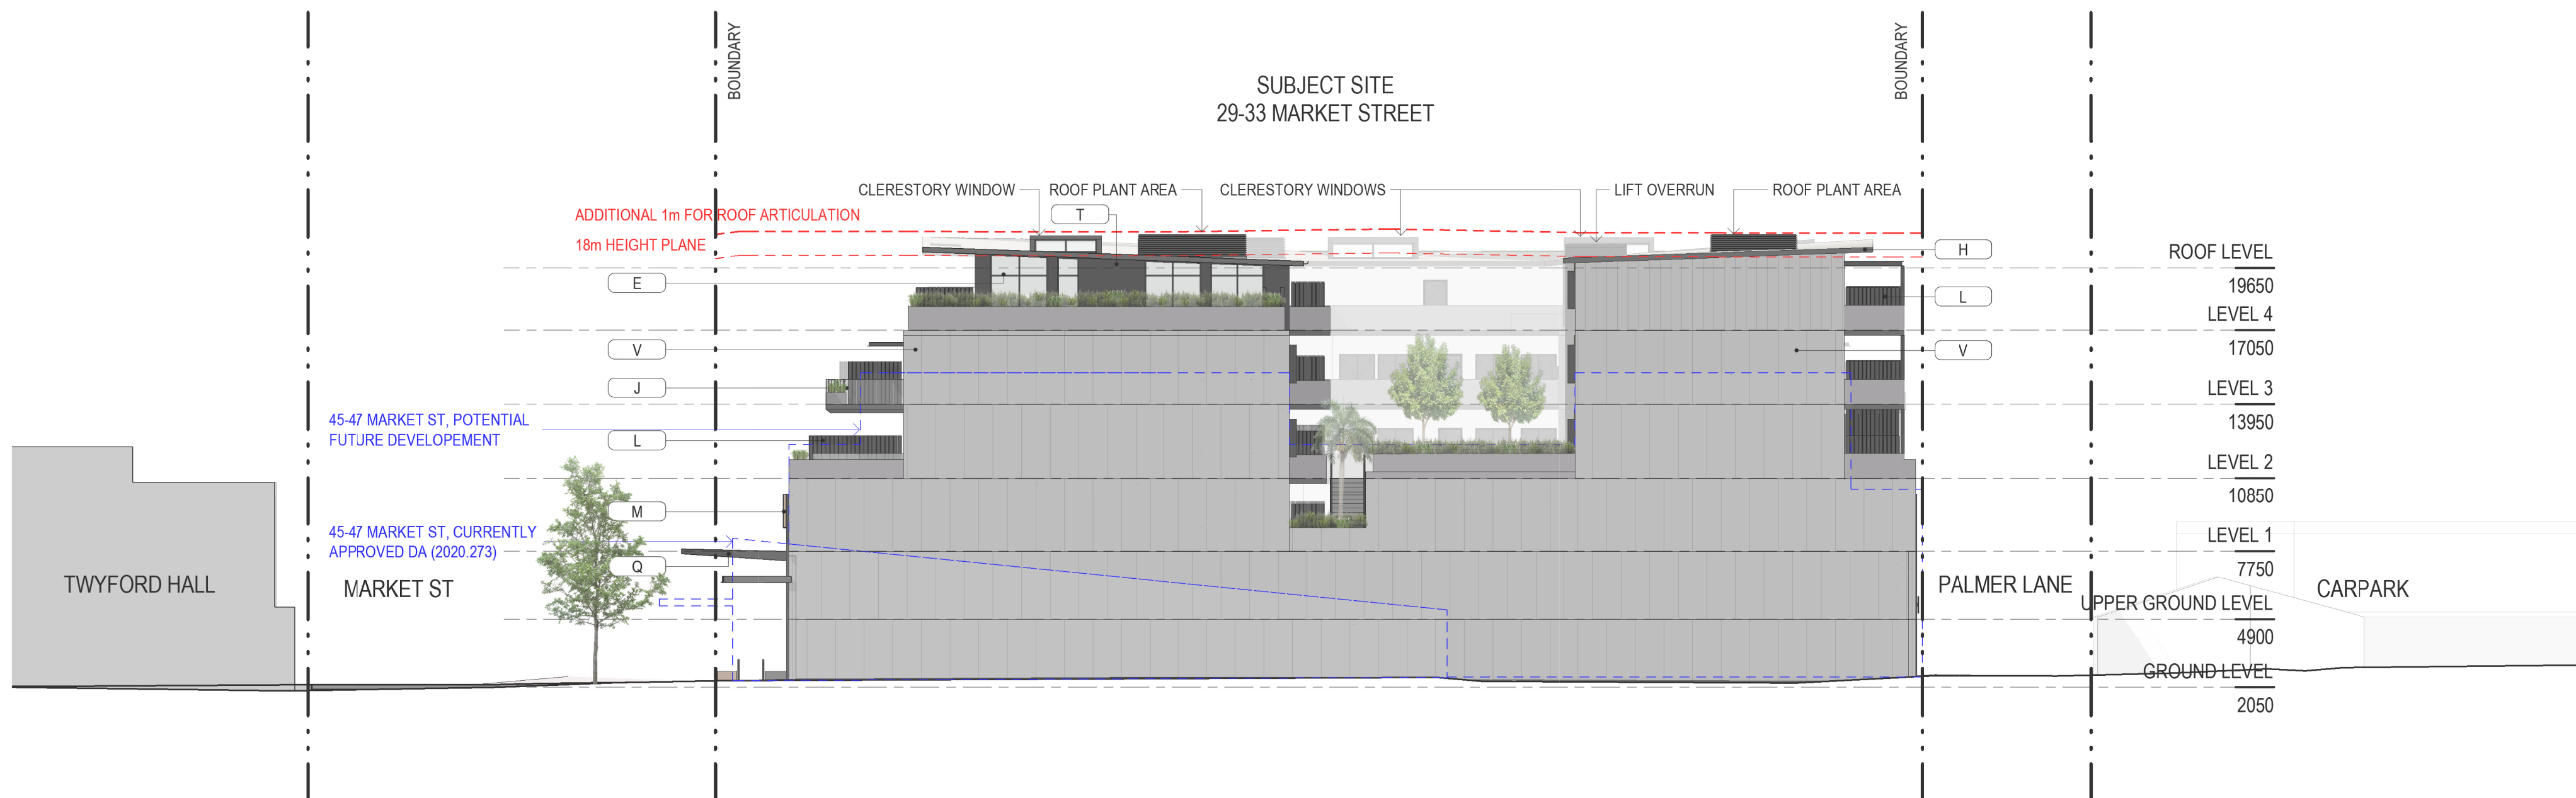 BOUNDARY
BOUNDARY
SUBJECT SITE
29-33 MARKET STREET
CLERESTORY WINDOW
ROOF PLANT AREA
CLERESTORY WINDOWS
LIFT OVERRUN
ROOF PLANT AREA
ADDITIONAL 1m FOR ROOF ARTICULATION
T
18m HEIGHT PLANE
H
ROOF LEVEL
19650
E
L
LEVEL 4
17050
V
V
J
LEVEL 3
13950
45-47 MARKET ST, POTENTIAL
FUTURE DEVELOPEMENT
L
LEVEL 2
10850
M
45-47 MARKET ST, CURRENTLY
APPROVED DA (2020.273)
Q
LEVEL 1
7750
TWYFORD HALL
MARKET ST
PALMER LANE
CARPARK
UPPER GROUND LEVEL
4900
GROUND LEVEL
2050